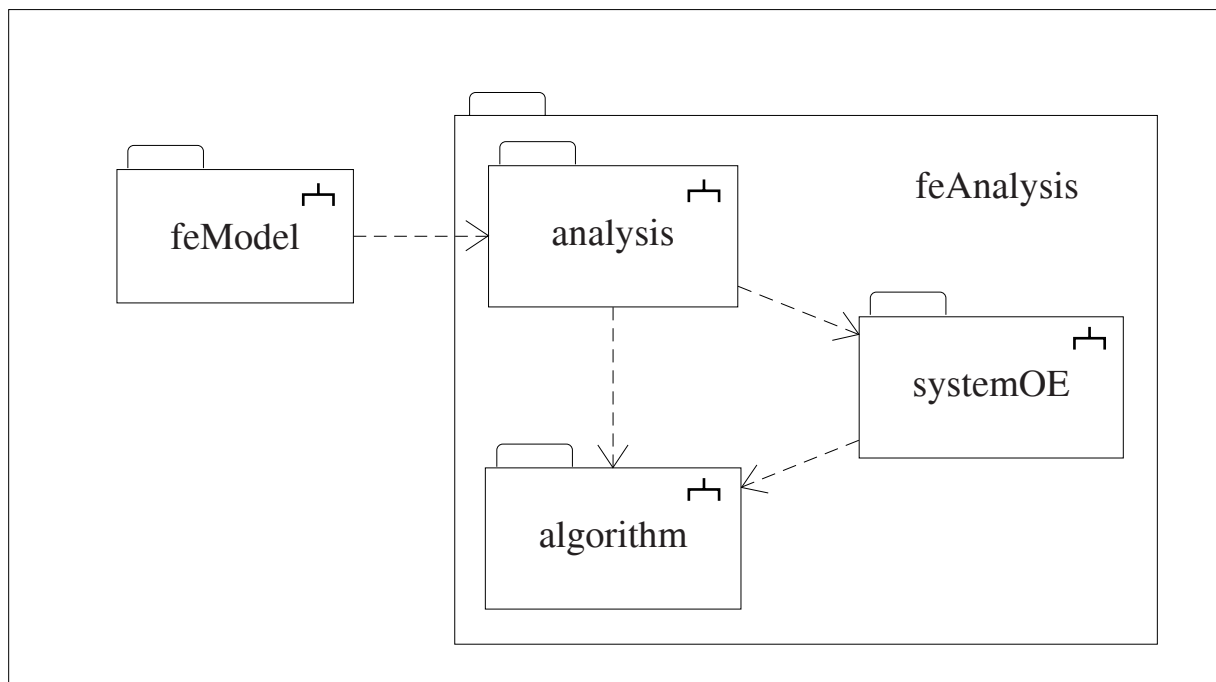 feAnalysis
feModel
analysis
systemOE
algorithm